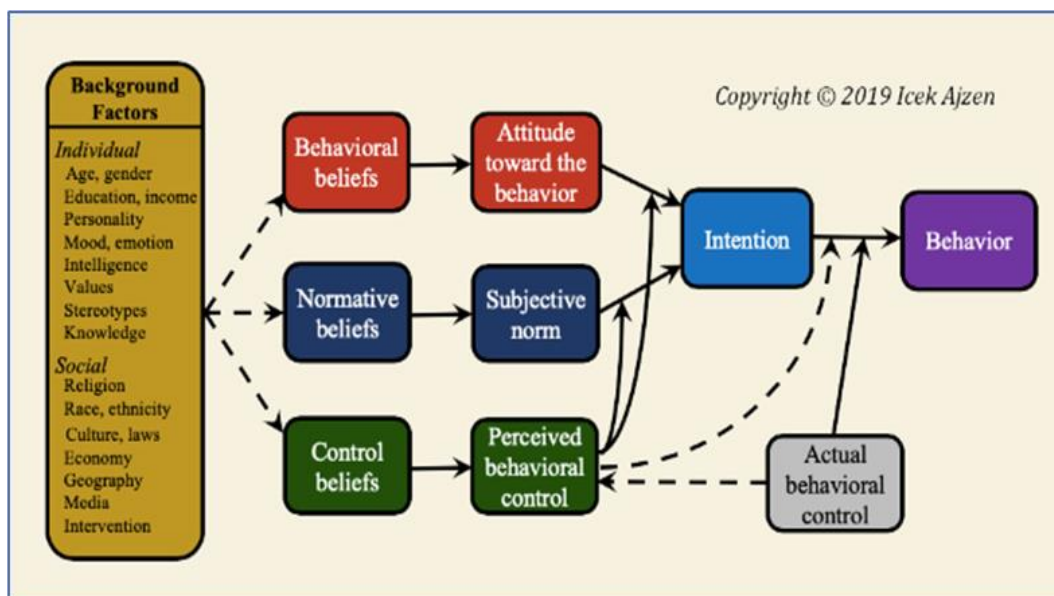 Background
Factors
Individual
Age, gender
Education, income
Personality
Mood, emotion
Intelligence
Values
Stereotypes
Knowledge
Social
Religion
Race, ethnicity
Culture, laws
Economy
Geography
Media
Intervention
Copyright © 2019 Icek Ajzen
Behavioral
beliefs
Attitude
toward the
behavior
Normative
beliefs
Subjective
norm
Control
beliefs
Perceived
behavioral
control
Intention
Behavior
Actual
behavioral
control